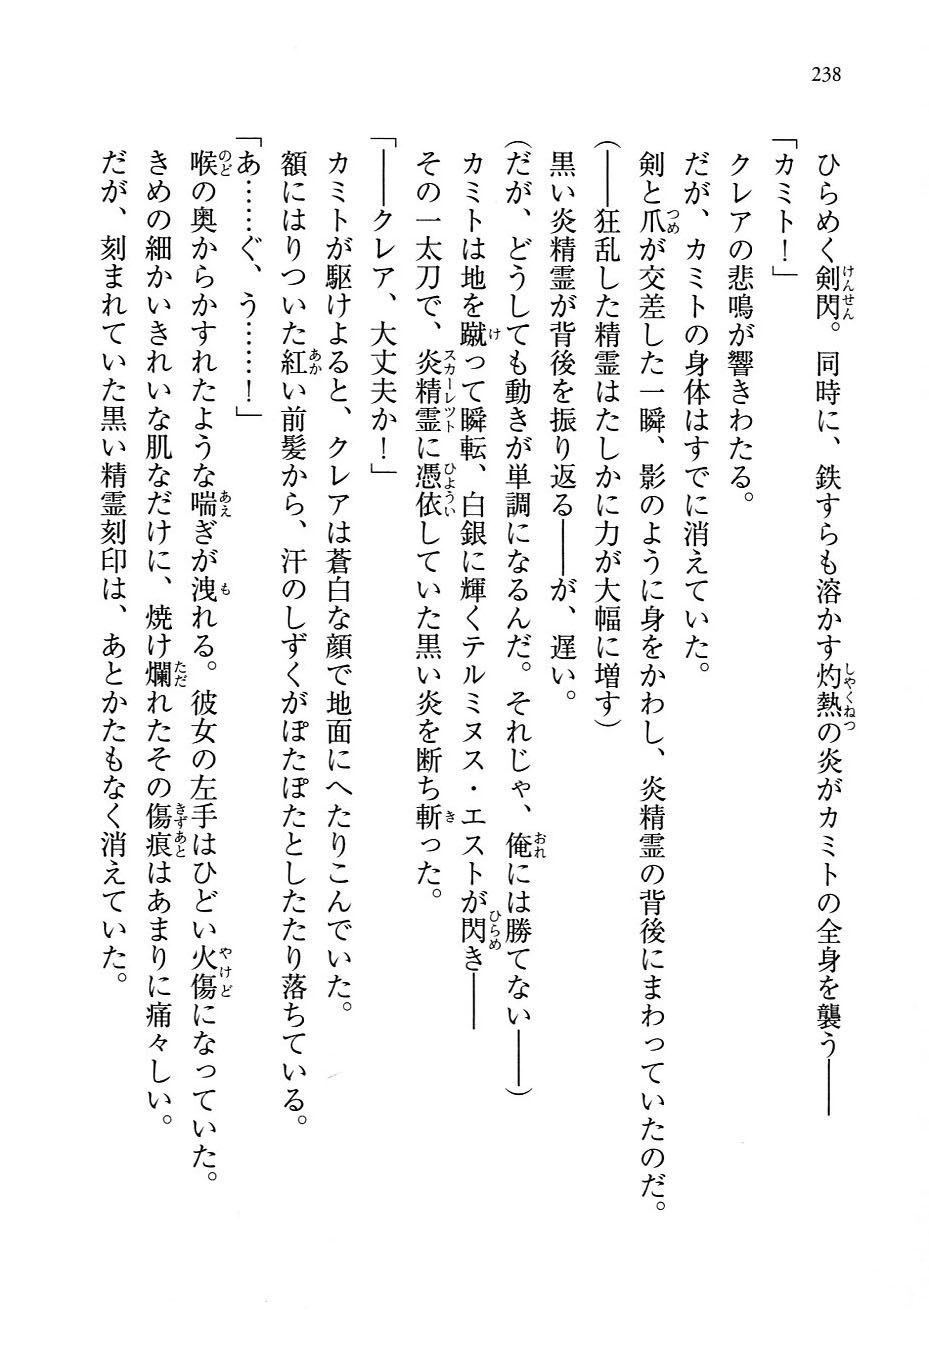 238
ひらめく剣閃。同時に、鉄すらも溶かす灼熱の炎がカミトの全身を襲う――
「カミト！」
クレアの悲鳴が響きわたる。
だが、カミトの身体はすでに消えていた。
剣と爪が交差した一瞬、影のように身をかわし、炎精霊の背後にまわっていたのだ。
（――狂乱した精霊はたしかに力が大幅に増す）
黒い炎精霊が背後を振り返る――が、遅い。
（だが、どうしても動きが単調になるんだ。それじゃ、俺には勝てない――）
カミトは地を蹴って瞬転、白銀に輝くテルミヌス・エストが閃き――
その一太刀で、炎精霊に憑依していた黒い炎を断ち斬った。
「――クレア、大丈夫か！」
カミトが駆けよると、クレアは蒼白な顔で地面にへたりこんでいた。
額にはりついた紅い前髪から、汗のしずくがぽたぽたとしたたり落ちている。
「あ……ぐ、う……！」
喉の奥からかすれたような喘ぎが洩れる。彼女の左手はひどい火傷になっていた。
きめの細かいきれいな肌なだけに、焼け爛れたその傷痕はあまりに痛々しい。
だが、刻まれていた黒い精霊刻印は、あとかたもなく消えていた。